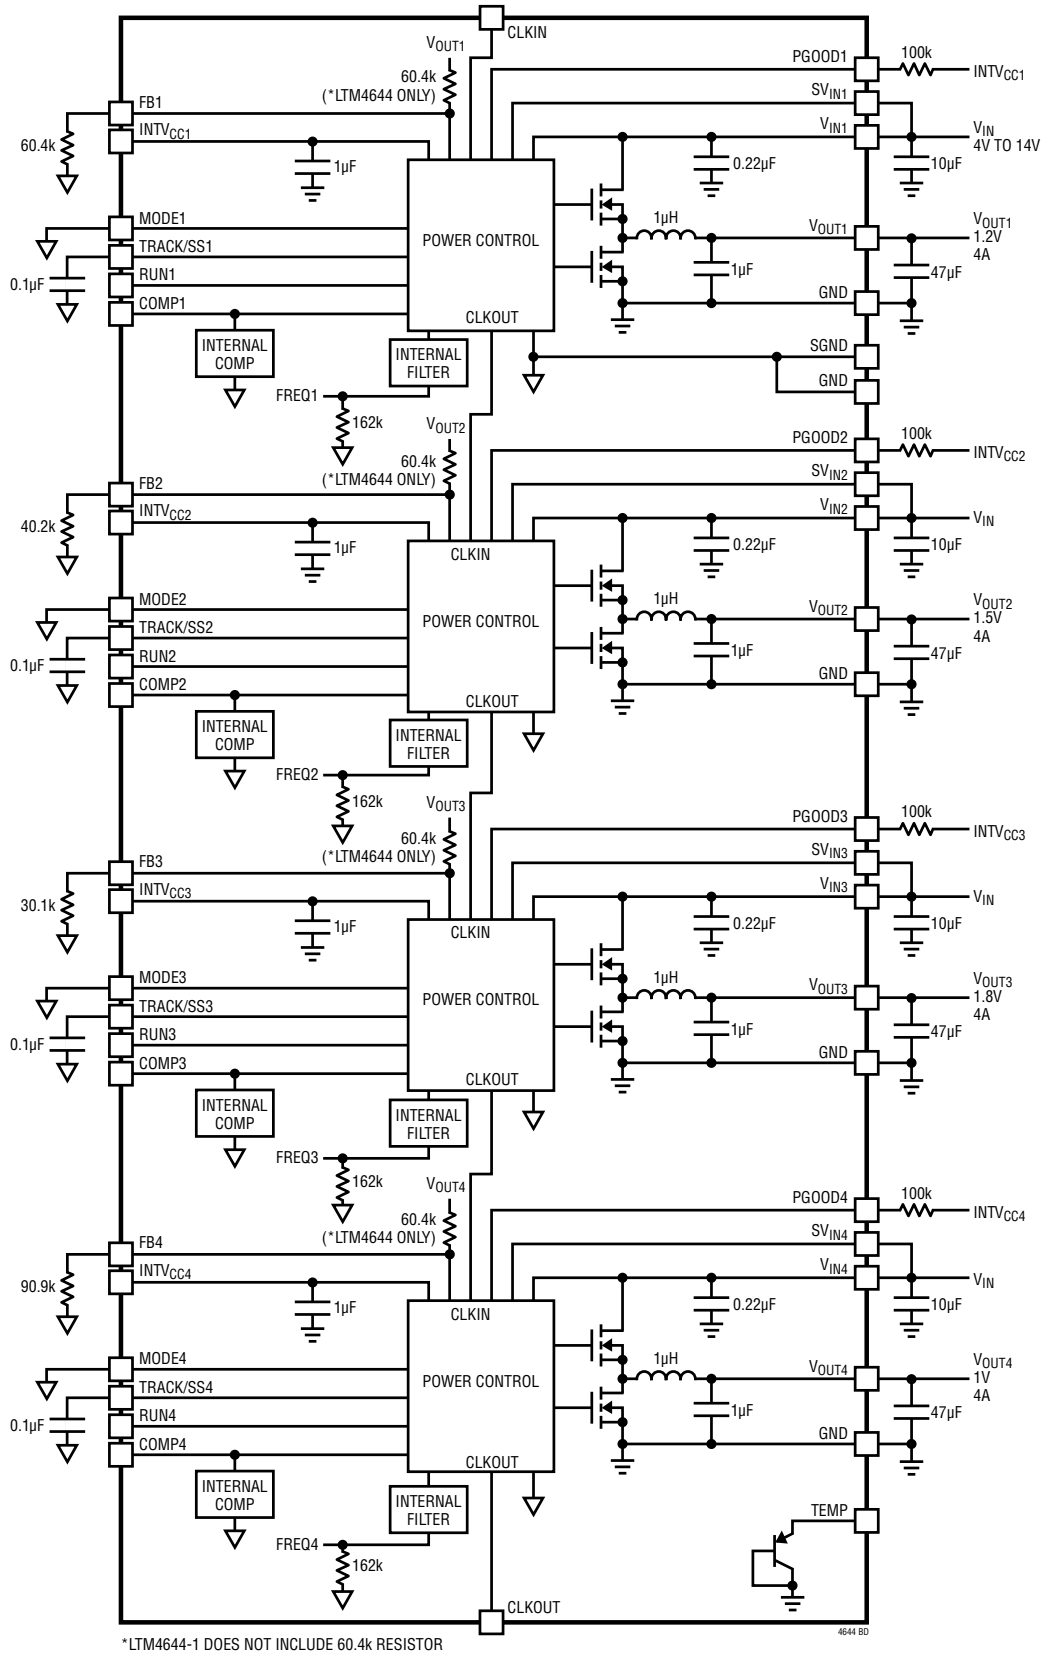 CLKIN
VOUT1
60.4k
(*LTM4644 ONLY)
PGOOD1
100k
INTVCC1
SVIN1
FB1
INTVCC1
VIN1
VIN
4V TO 14V
60.4k
1µF
0.22µF
10µF
MODE1
TRACK/SS1
RUN1
COMP1
0.1µF
POWER CONTROL
CLKOUT
1µH
VOUT1
VOUT1
1.2V
4A
1µF
47µF
GND
INTERNAL
COMP
INTERNAL
FILTER
SGND
GND
FREQ1
162k
VOUT2
60.4k
(*LTM4644 ONLY)
PGOOD2
100k
INTVCC2
SVIN2
FB2
INTVCC2
VIN2
VIN
40.2k
1µF
CLKIN
0.22µF
10µF
MODE2
TRACK/SS2
RUN2
COMP2
0.1µF
POWER CONTROL
CLKOUT
1µH
VOUT2
VOUT2
1.5V
4A
1µF
47µF
GND
INTERNAL
COMP
INTERNAL
FILTER
FREQ2
162k
VOUT3
60.4k
(*LTM4644 ONLY)
PGOOD3
100k
INTVCC3
SVIN3
FB3
INTVCC3
VIN3
VIN
30.1k
1µF
CLKIN
0.22µF
10µF
MODE3
TRACK/SS3
RUN3
COMP3
0.1µF
POWER CONTROL
CLKOUT
1µH
VOUT3
VOUT3
1.8V
4A
1µF
47µF
GND
INTERNAL
COMP
INTERNAL
FILTER
FREQ3
162k
VOUT4
60.4k
(*LTM4644 ONLY)
PGOOD4
100k
INTVCC4
SVIN4
FB4
INTVCC4
VIN4
VIN
90.9k
1µF
CLKIN
0.22µF
10µF
MODE4
TRACK/SS4
RUN4
COMP4
0.1µF
POWER CONTROL
CLKOUT
1µH
VOUT4
VOUT4
1V
4A
1µF
47µF
GND
INTERNAL
COMP
INTERNAL
FILTER
FREQ4
162k
TEMP
CLKOUT
4644 BD
*LTM4644-1 DOES NOT INCLUDE 60.4k RESISTOR